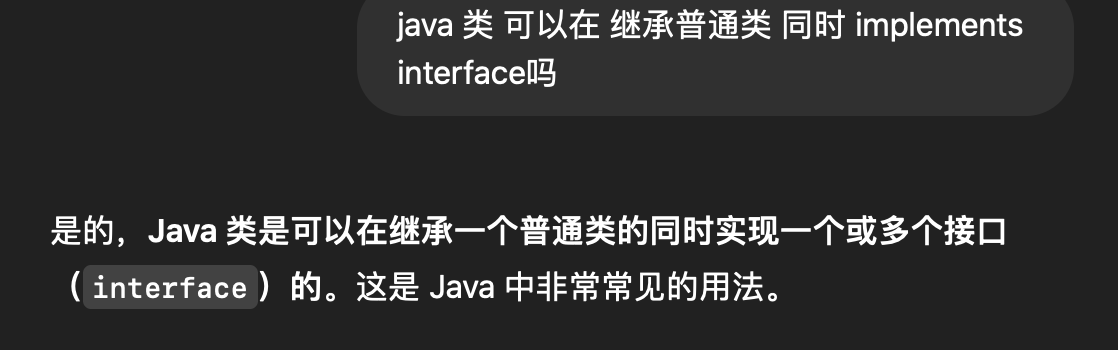 java 类 可以在 继承普通类 同时 implements
interface吗
是的，Java 类是可以在继承一个普通类的同时实现一个或多个接口
（interface）的。这是 Java 中非常常见的用法。